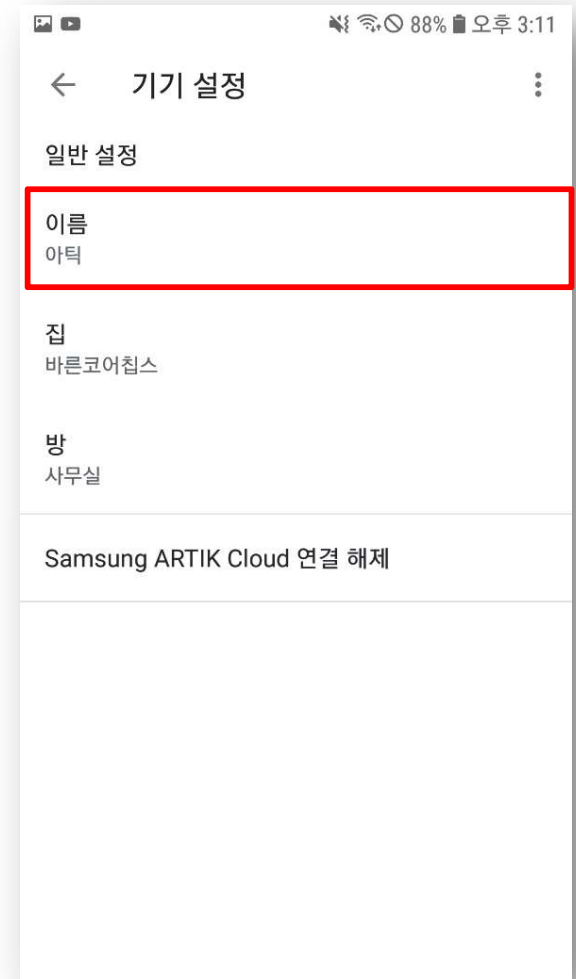 88% 오후 3:11
기기 설정
일반 설정
이름
아틱
집
바른코어칩스
방
사무실
Samsung ARTIK Cloud 연결 해제